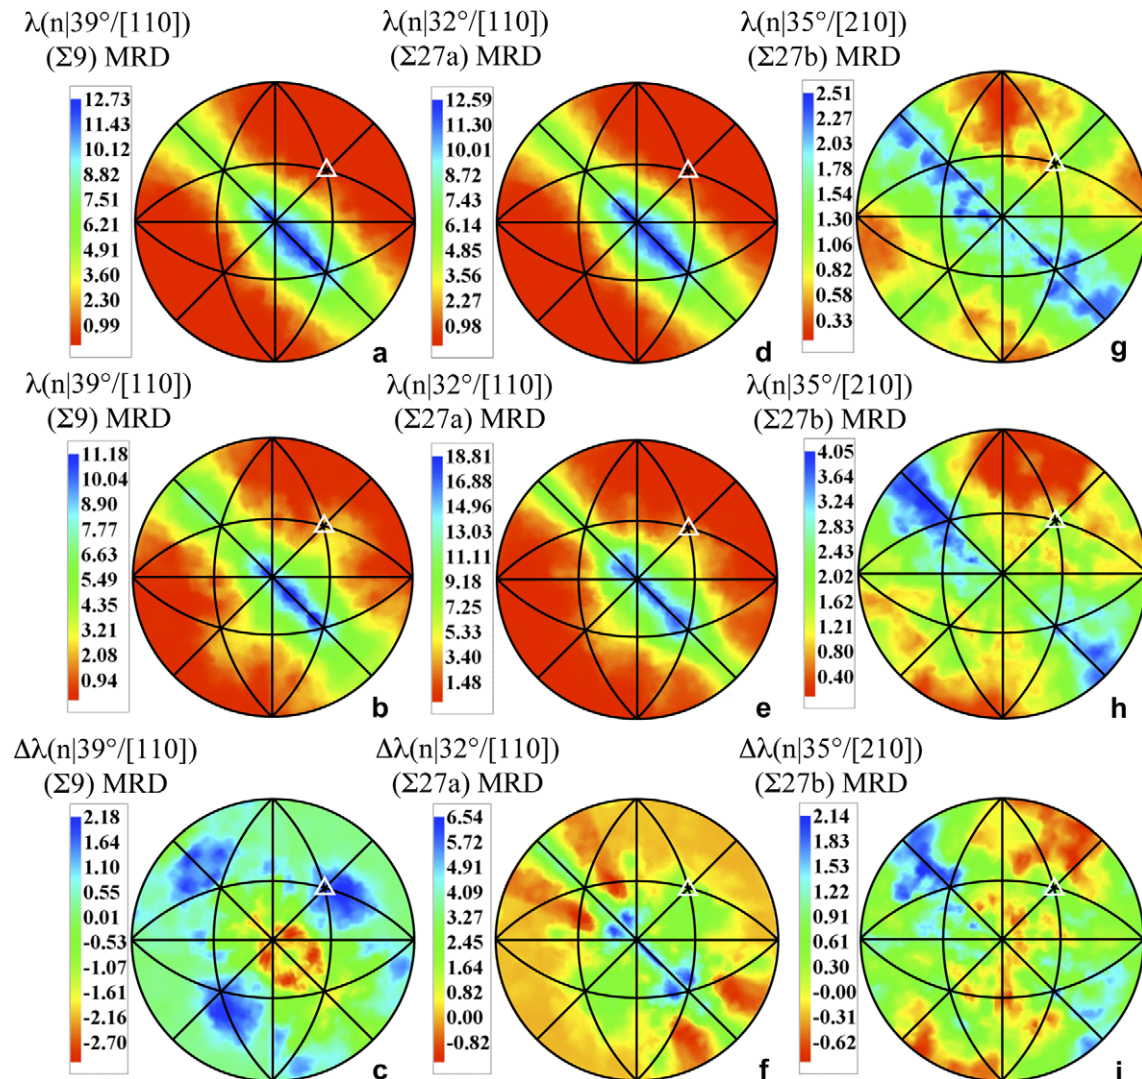 λ(n|39°/[110]) λ(n|32°/[110]) λ(n|35°/[210])
(Σ9) MRD (Σ27a) MRD (Σ27b) MRD
12.73 12.59 2.51
11.43 11.30 2.27
10.12 10.01 2.03
8.82 8.72 1.78
7.51 7.43 1.54
6.21 6.14 1.30
4.91 4.85 1.06
3.60 3.56 0.82
2.30 2.27 0.58
0.99 0.98 0.33
a d g
λ(n|39°/[110]) λ(n|32°/[110]) λ(n|35°/[210])
(Σ9) MRD (Σ27a) MRD (Σ27b) MRD
11.18 18.81 4.05
10.04 16.88 3.64
8.90 14.96 3.24
7.77 13.03 2.83
6.63 11.11 2.43
5.49 9.18 2.02
4.35 7.25 1.62
3.21 5.33 1.21
2.08 3.40 0.80
0.94 1.48 0.40
b e h
Δλ(n|39°/[110]) Δλ(n|32°/[110]) Δλ(n|35°/[210])
(Σ9) MRD (Σ27a) MRD (Σ27b) MRD
2.18 6.54 2.14
1.64 5.72 1.83
1.10 4.91 1.53
0.55 4.09 1.22
0.01 3.27 0.91
-0.53 2.45 0.61
-1.07 1.64 0.30
-1.61 0.82 -0.00
-2.16 0.00 -0.31
-2.70 -0.82 -0.62
c f i